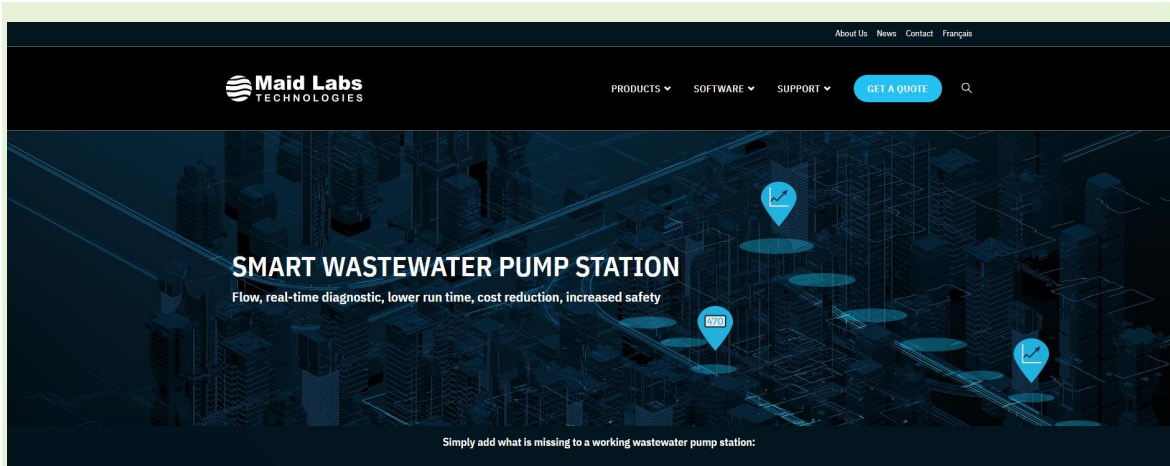 About Us News Contact Français
Maid Labs
TECHNOLOGIES
PRODUCTS SOFTWARE SUPPORT GET A QUOTE
SMART WASTEWATER PUMP STATION
Flow, real-time diagnostic, lower run time, cost reduction, increased safety
470
Simply add what is missing to a working wastewater pump station: